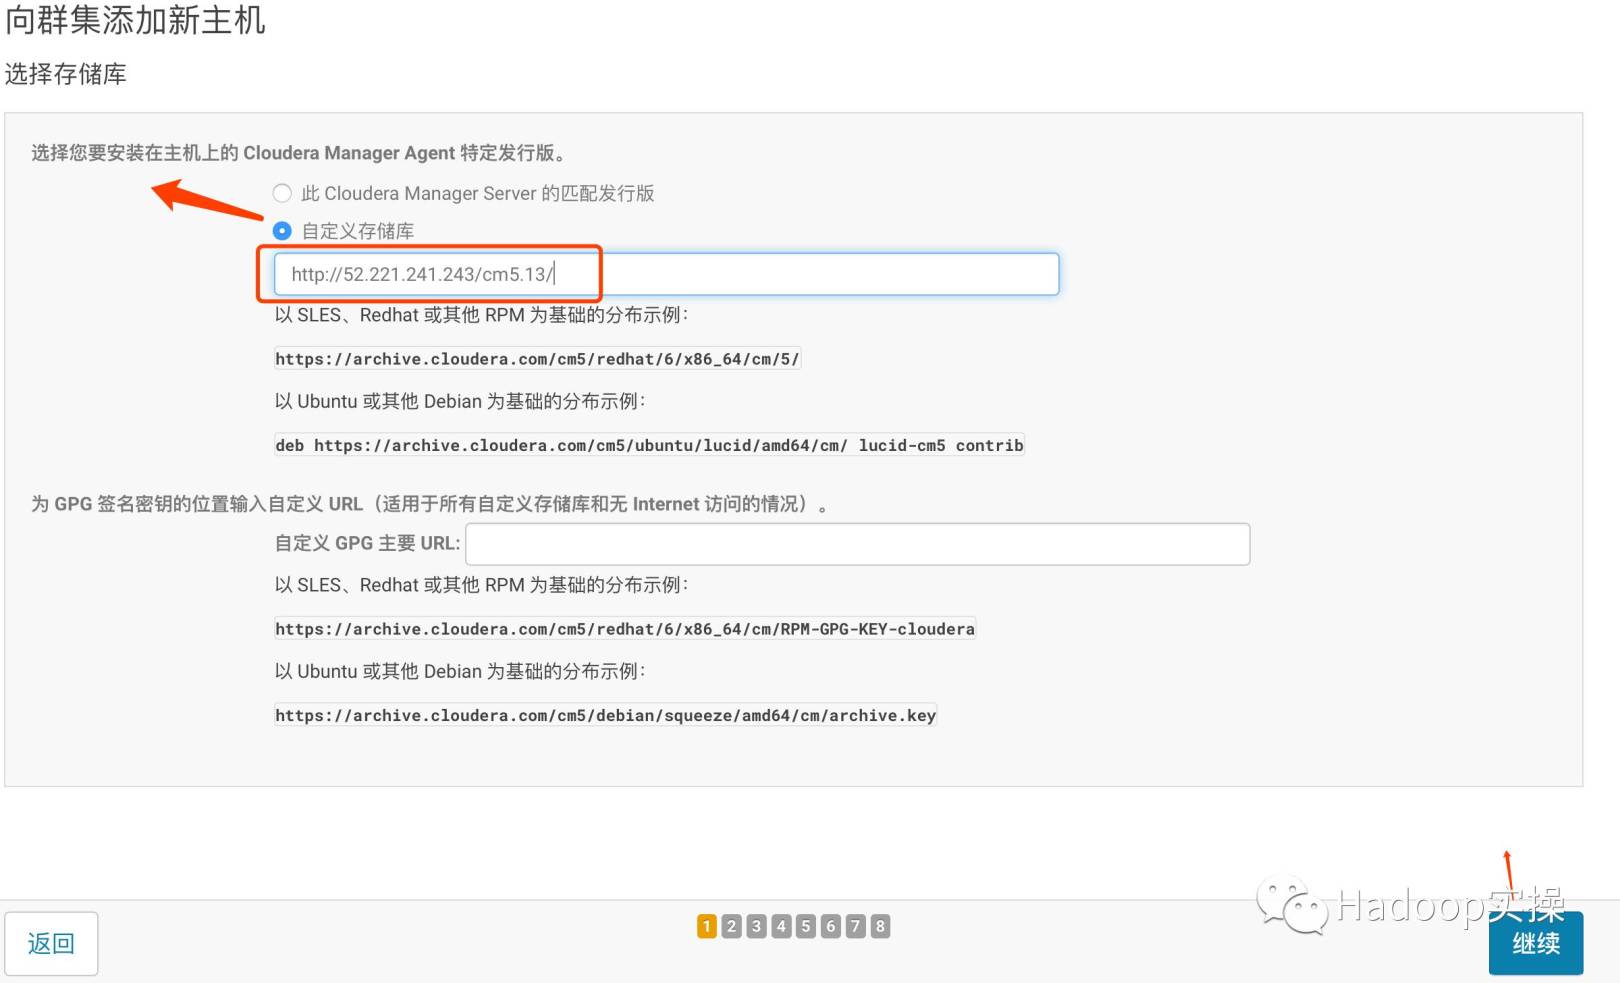 向群集添加新主机
选择存储库
选择您要安装在主机上的 Cloudera Manager Agent 特定发行版。
此 Cloudera Manager Server 的匹配发行版
自定义存储库
http://52.221.241.243/cm5.13/
以 SLES、Redhat 或其他 RPM 为基础的分布示例：
https://archive.cloudera.com/cm5/redhat/6/x86_64/cm/5/
以 Ubuntu 或其他 Debian 为基础的分布示例：
deb https://archive.cloudera.com/cm5/ubuntu/lucid/amd64/cm/ lucid-cm5 contrib
为 GPG 签名密钥的位置输入自定义 URL（适用于所有自定义存储库和无 Internet 访问的情况）。
自定义 GPG 主要 URL:
以 SLES、Redhat 或其他 RPM 为基础的分布示例：
https://archive.cloudera.com/cm5/redhat/6/x86_64/cm/RPM-GPG-KEY-cloudera
以 Ubuntu 或其他 Debian 为基础的分布示例：
https://archive.cloudera.com/cm5/debian/squeeze/amd64/cm/archive.key
Hadoop实操
返回
1 2 3 4 5 6 7 8
继续